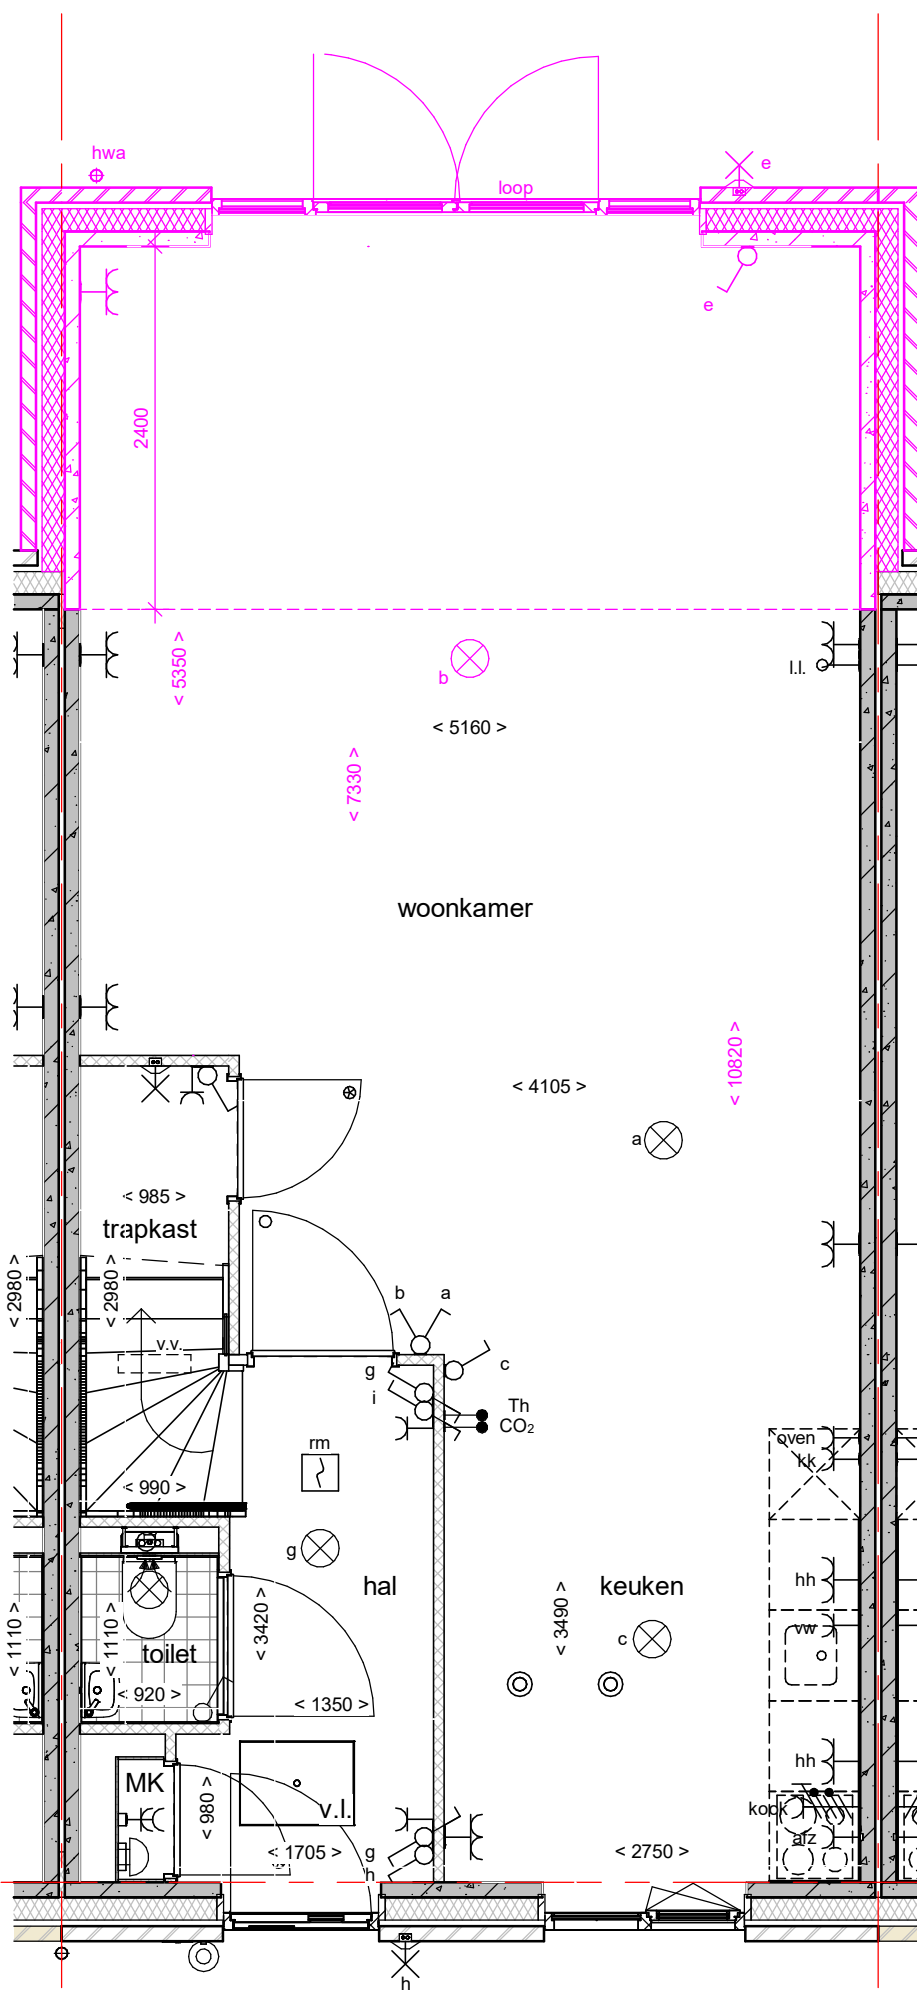 hwa
e
loop
e
2400
< 5350 >
l.l.
b
< 5160 >
< 7330 >
woonkamer
< 10820 >
< 4105 >
a
< 985 >
trapkast
< 2980 >
< 2980 >
b
a
v.v.
c
g
i
Th
CO₂
oven
kk
rm
< 990 >
g
hal
keuken
hh
< 1110 >
< 1110 >
< 3420 >
< 3490 >
vw
c
toilet
< 920 >
< 1350 >
hh
MK
v.l.
< 980 >
kook
afz
< 1705 >
g
< 2750 >
h
h